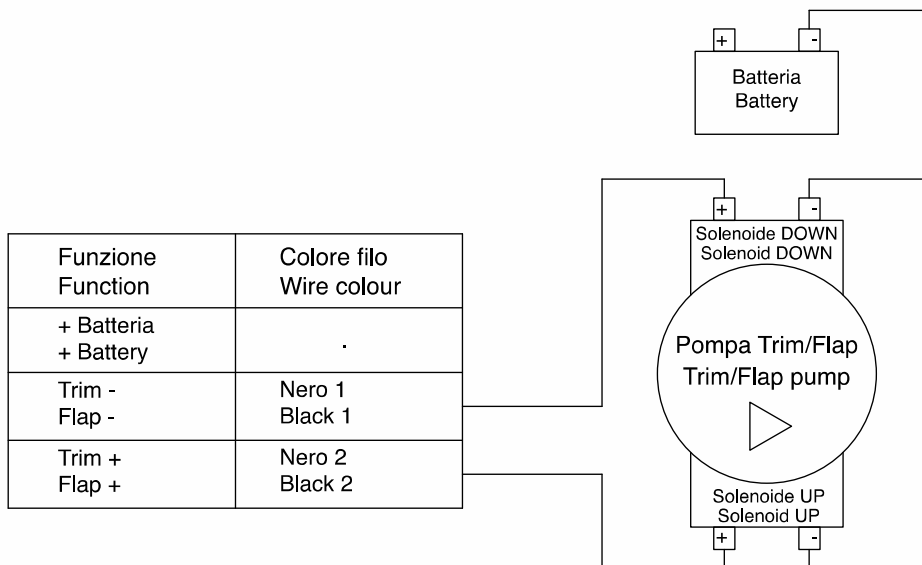 + -
Batteria
Battery
+ -
Solenoide DOWN
Solenoid DOWN
Pompa Trim/Flap
Trim/Flap pump
Solenoide UP
Solenoid UP
+ -
Funzione Colore filo
Function Wire colour
+ Batteria
+ Battery .
Trim - Nero 1
Flap - Black 1
Trim + Nero 2
Flap + Black 2